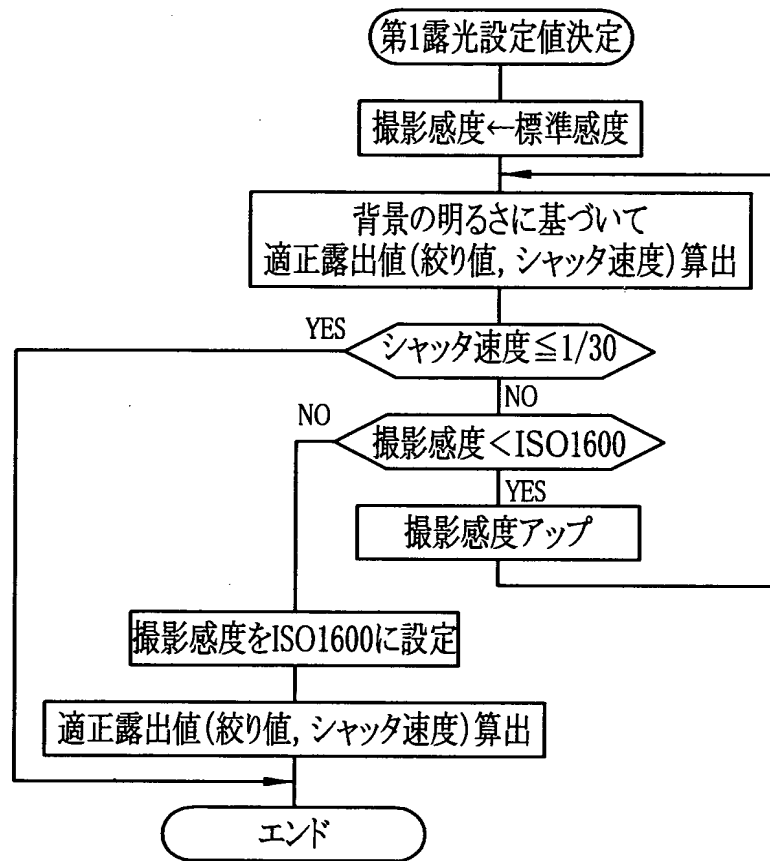 第1露光設定値決定
撮影感度←標準感度
背景の明るさに基づいて
適正露出値(絞り値, シャッタ速度)算出
YES
シャッタ速度≦1/30
NO
NO
撮影感度<ISO1600
YES
撮影感度アップ
撮影感度をISO1600に設定
適正露出値(絞り値, シャッタ速度)算出
エンド